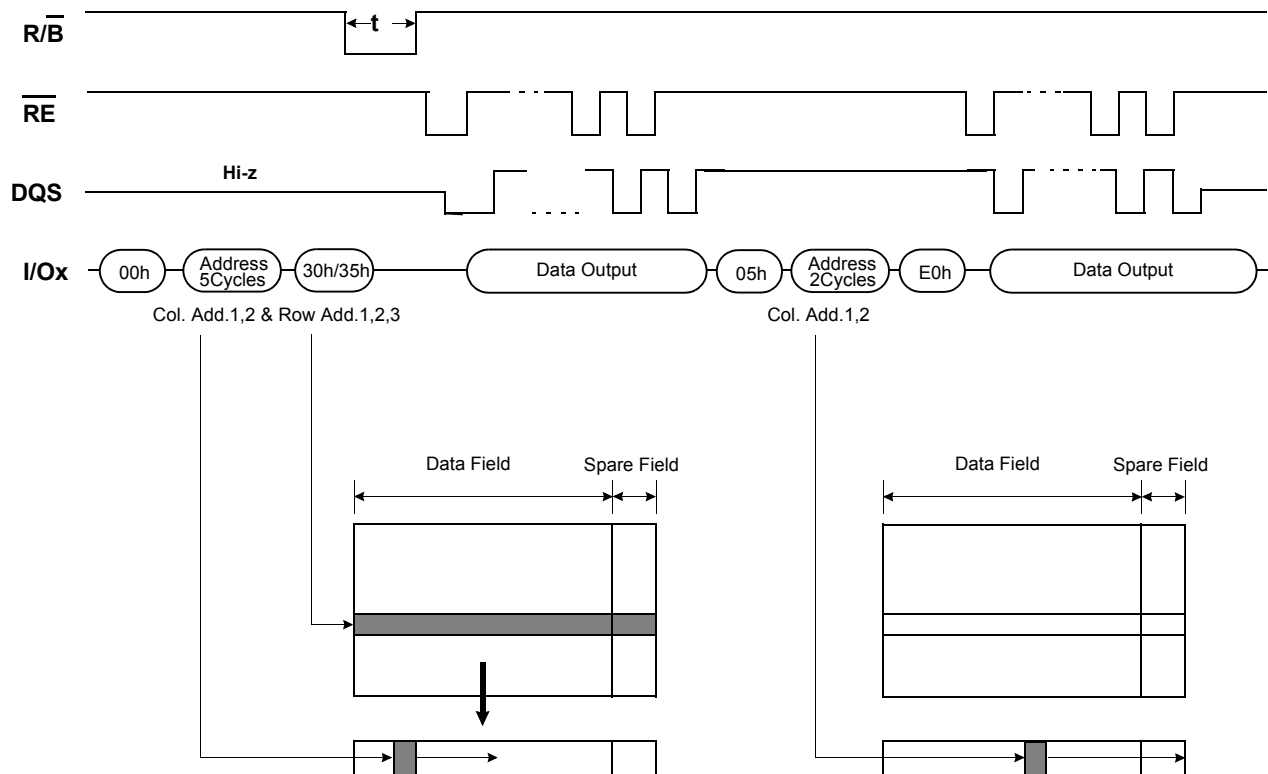 R/B
t
RE
DQS
Hi-z
I/Ox
00h
Address
5Cycles
30h/35h
Data Output
05h
Address
2Cycles
E0h
Data Output
Col. Add.1,2 & Row Add.1,2,3
Col. Add.1,2
Data Field
Spare Field
Data Field
Spare Field